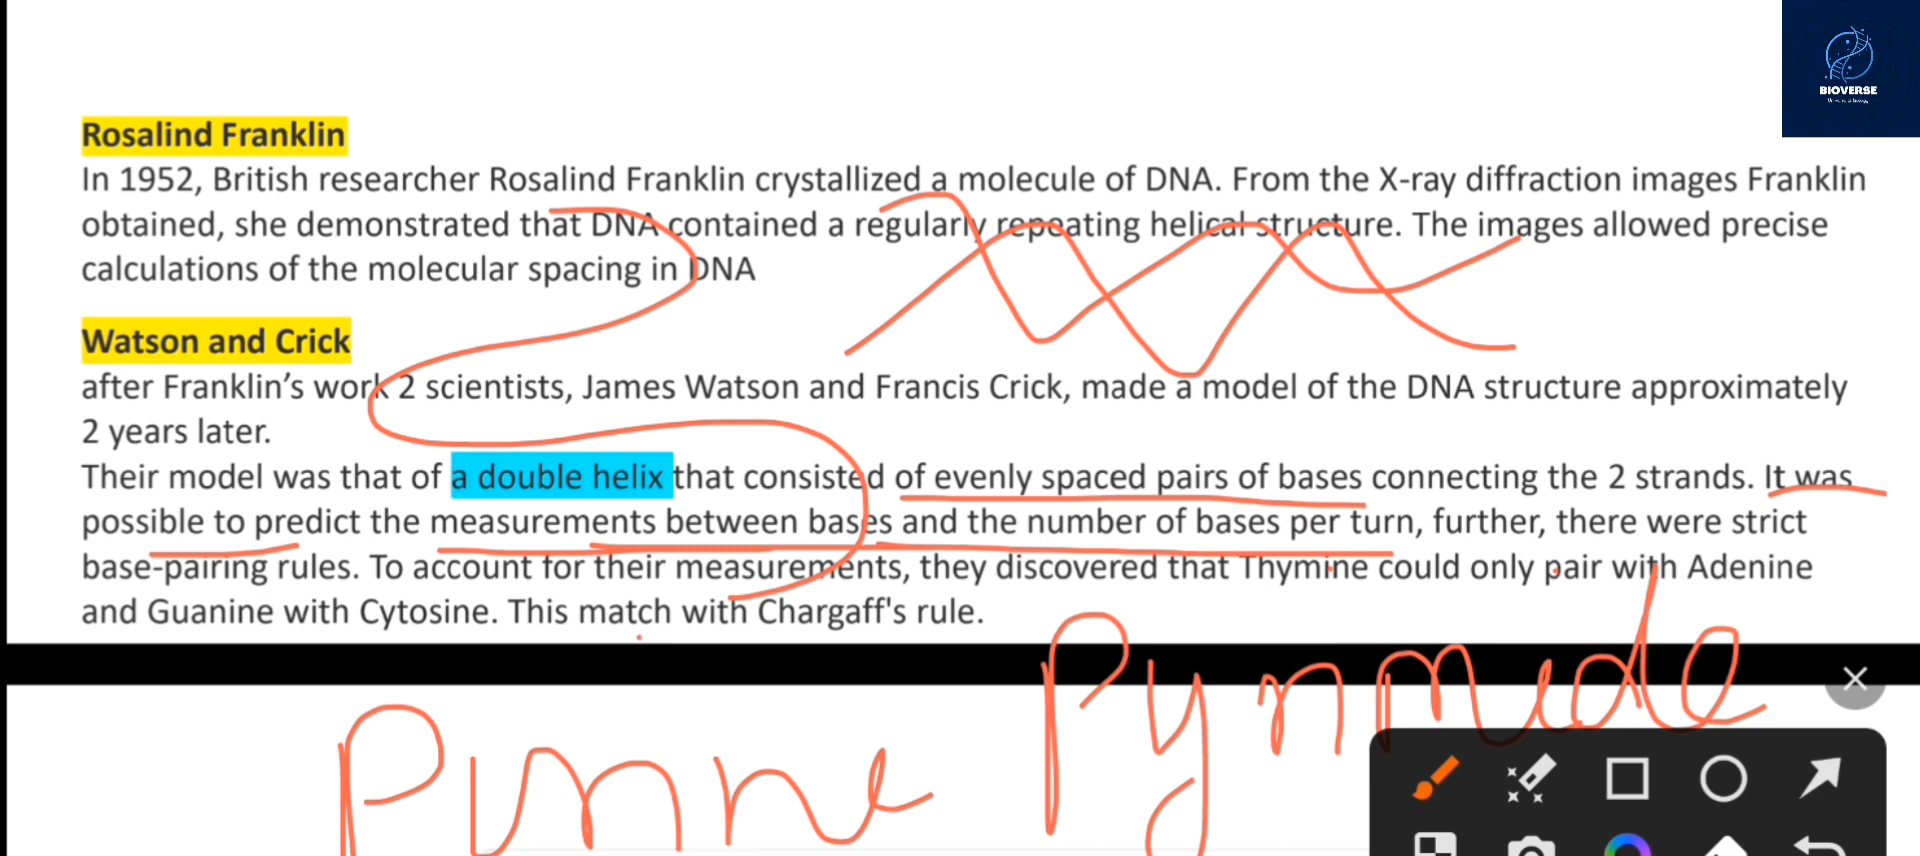 BIOVERSE
Rosalind Franklin
In 1952, British researcher Rosalind Franklin crystallized a molecule of DNA. From the X-ray diffraction images Franklin
obtained, she demonstrated that DNA contained a regularly repeating helical structure. The images allowed precise
calculations of the molecular spacing in DNA
Watson and Crick
after Franklin’s work 2 scientists, James Watson and Francis Crick, made a model of the DNA structure approximately
2 years later.
Their model was that of a double helix that consisted of evenly spaced pairs of bases connecting the 2 strands. It was
possible to predict the measurements between bases and the number of bases per turn, further, there were strict
base-pairing rules. To account for their measurements, they discovered that Thymine could only pair with Adenine
and Guanine with Cytosine. This match with Chargaff's rule.